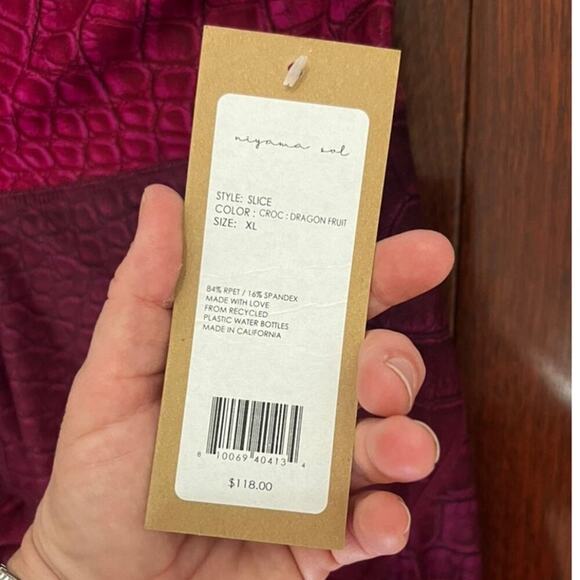 niyama sol
STYLE: SLICE
COLOR : CROC : DRAGON FRUIT
SIZE: XL
84% RPET / 16% SPANDEX
MADE WITH LOVE
FROM RECYCLED
PLASTIC WATER BOTTLES
MADE IN CALIFORNIA
8 10069 40413 4
$118.00